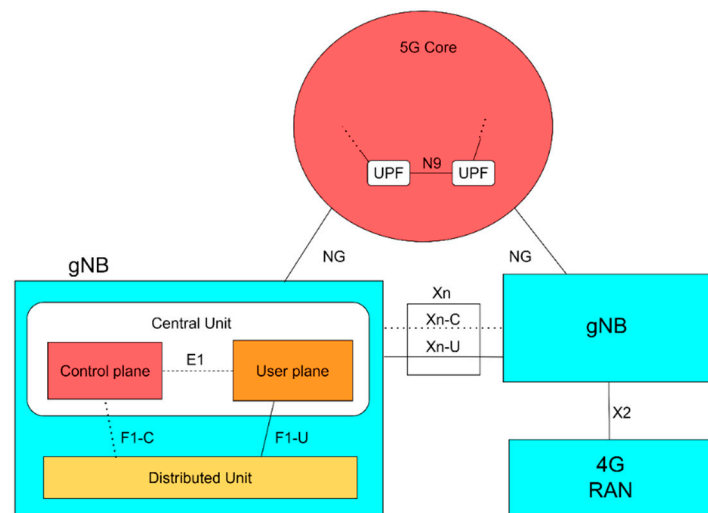 5G Core
N9
UPF
UPF
NG
NG
gNB
Xn
Central Unit
Xn-C
gNB
E1
Xn-U
Control plane
User plane
F1-C
F1-U
X2
Distributed Unit
4G
RAN